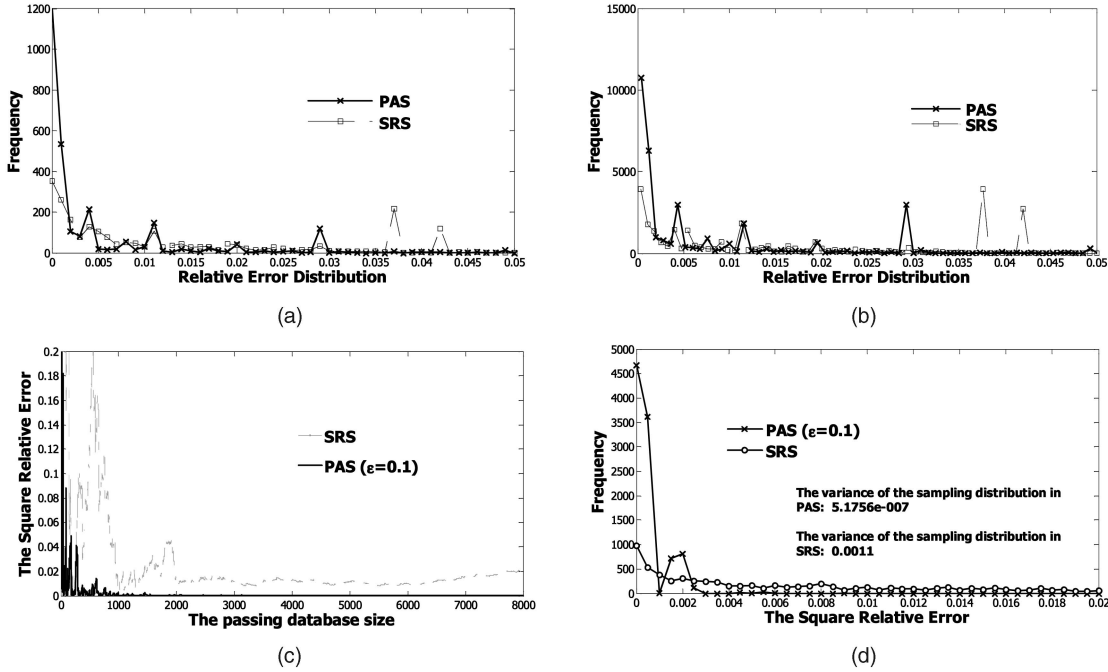 1200
1000
800
600
400
200
0
Frequency
PAS
SRS
0 0.005 0.01 0.015 0.02 0.025 0.03 0.035 0.04 0.045 0.05
Relative Error Distribution
(a)
15000
10000
5000
0
Frequency
PAS
SRS
0 0.005 0.01 0.015 0.02 0.025 0.03 0.035 0.04 0.045 0.05
Relative Error Distribution
(b)
0.2
0.18
0.16
0.14
0.12
0.1
0.08
0.06
0.04
0.02
0
The Square Relative Error
SRS
PAS (ε=0.1)
0 1000 2000 3000 4000 5000 6000 7000 8000
The passing database size
(c)
5000
4500
4000
3500
3000
2500
2000
1500
1000
500
0
Frequency
PAS (ε=0.1)
SRS
The variance of the sampling distribution in
PAS: 5.1756e-007
The variance of the sampling distribution in
SRS: 0.0011
0 0.002 0.004 0.006 0.008 0.01 0.012 0.014 0.016 0.018 0.02
The Square Relative Error
(d)